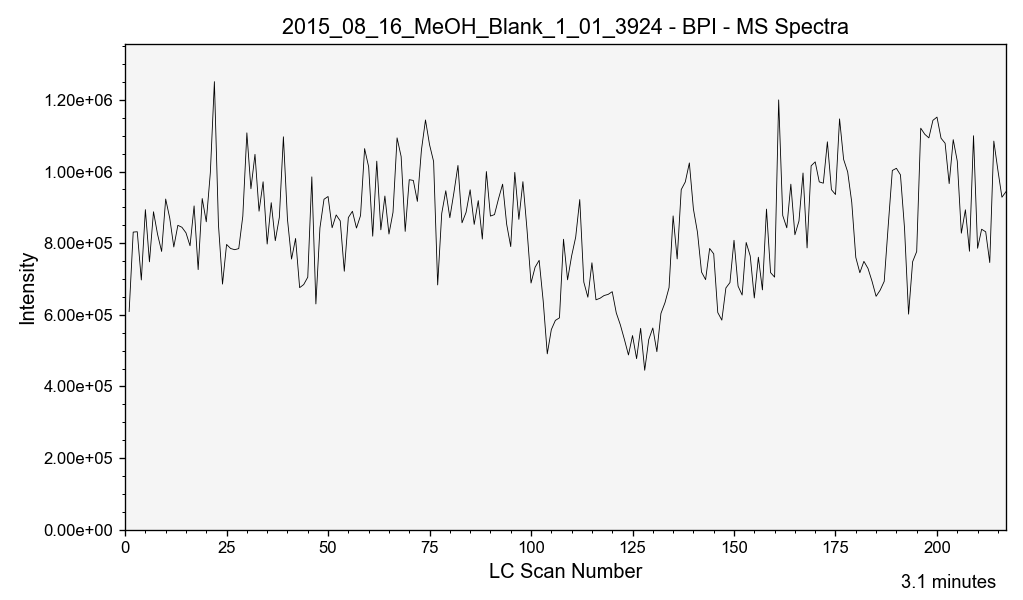 2015_08_16_MeOH_Blank_1_01_3924 - BPI - MS Spectra
Intensity
1.20e+06
1.00e+06
8.00e+05
6.00e+05
4.00e+05
2.00e+05
0.00e+00
0 25 50 75 100 125 150 175 200
LC Scan Number
3.1 minutes